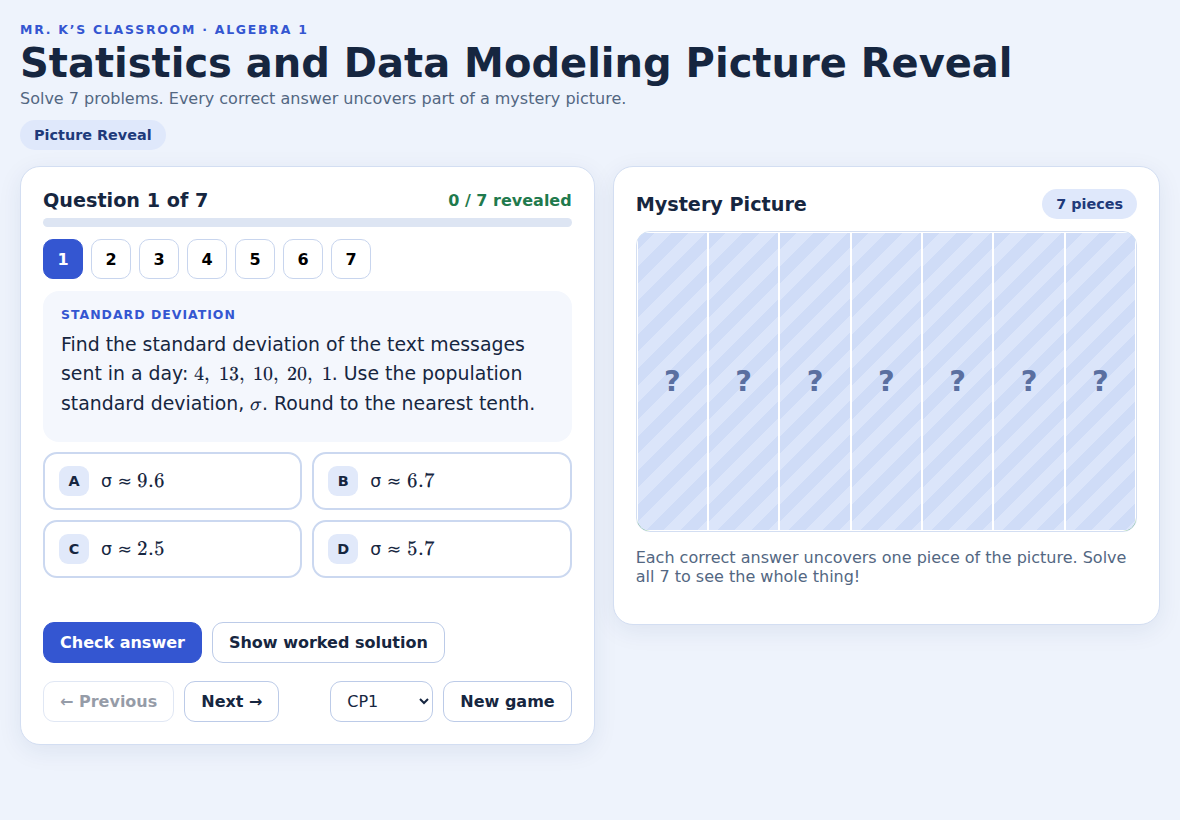 MR. K’S CLASSROOM · ALGEBRA 1
Statistics and Data Modeling Picture Reveal
Solve 7 problems. Every correct answer uncovers part of a mystery picture.
Picture Reveal
Question 1 of 7
0 / 7 revealed
1 2 3 4 5 6 7
STANDARD DEVIATION
Find the standard deviation of the text messages
sent in a day: 4, 13, 10, 20, 1. Use the population
standard deviation, σ. Round to the nearest tenth.
A σ ≈ 9.6
B σ ≈ 6.7
C σ ≈ 2.5
D σ ≈ 5.7
Check answer
Show worked solution
← Previous
Next →
CP1
New game
Mystery Picture
7 pieces
? ? ? ? ? ? ?
Each correct answer uncovers one piece of the picture. Solve
all 7 to see the whole thing!